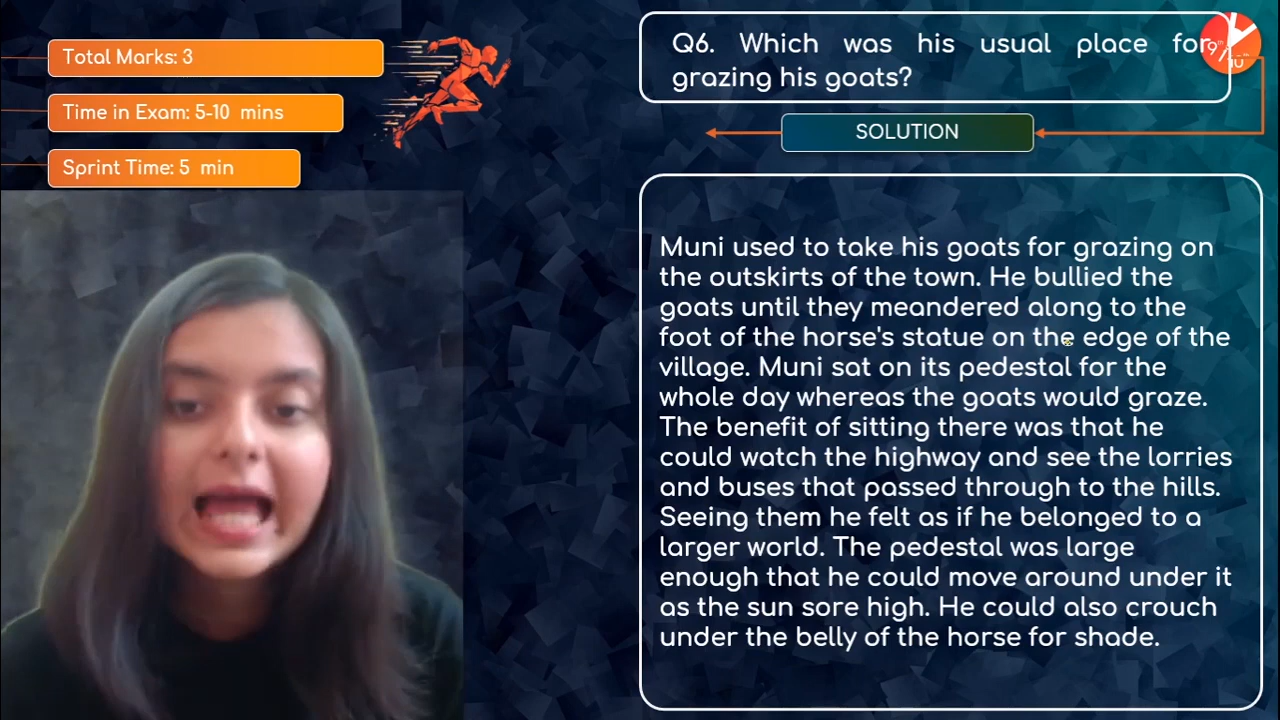 Total Marks: 3
Time in Exam: 5-10 mins
Sprint Time: 5 min
Q6. Which was his usual place for
grazing his goats?
SOLUTION
Muni used to take his goats for grazing on
the outskirts of the town. He bullied the
goats until they meandered along to the
foot of the horse's statue on the edge of the
village. Muni sat on its pedestal for the
whole day whereas the goats would graze.
The benefit of sitting there was that he
could watch the highway and see the lorries
and buses that passed through to the hills.
Seeing them he felt as if he belonged to a
larger world. The pedestal was large
enough that he could move around under it
as the sun sore high. He could also crouch
under the belly of the horse for shade.